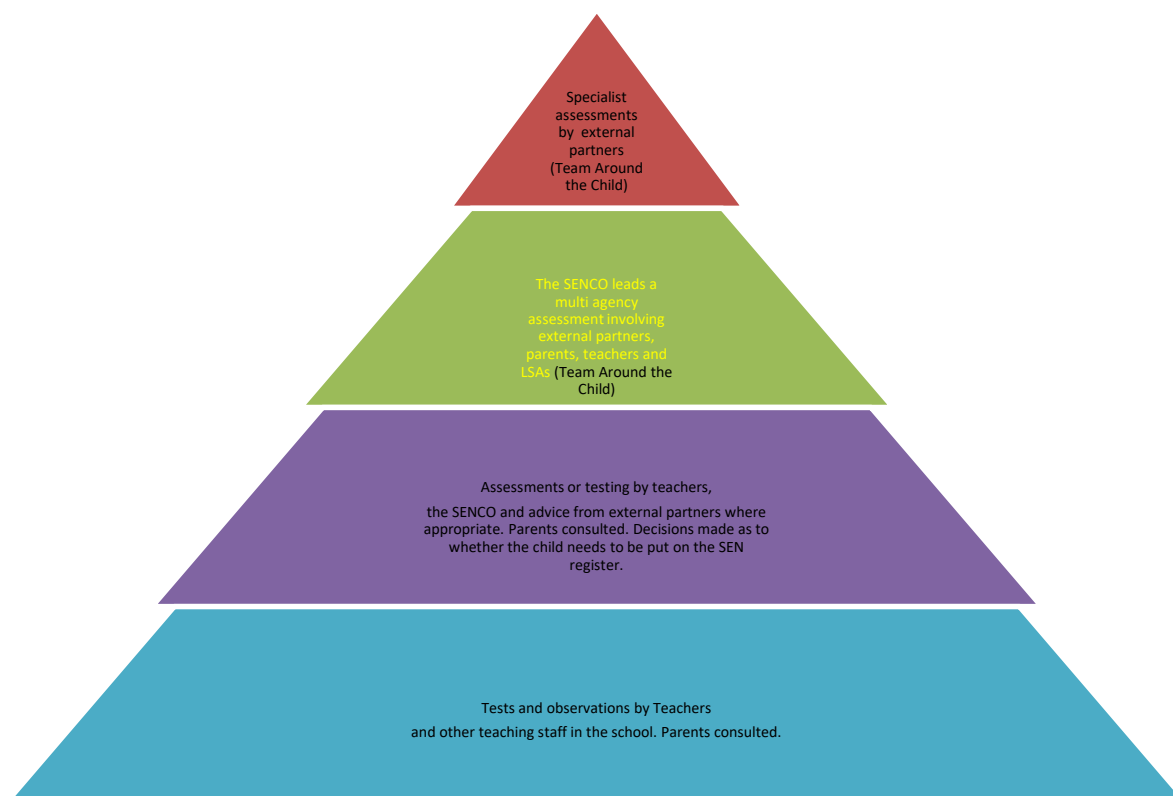 Specialist
assessments
by external
partners
(Team Around
the Child)
The SENCO leads a
multi agency
assessment involving
external partners,
parents, teachers and
LSAs (Team Around the
Child)
Assessments or testing by teachers,
the SENCO and advice from external partners where
appropriate. Parents consulted. Decisions made as to
whether the child needs to be put on the SEN
register.
Tests and observations by Teachers
and other teaching staff in the school. Parents consulted.